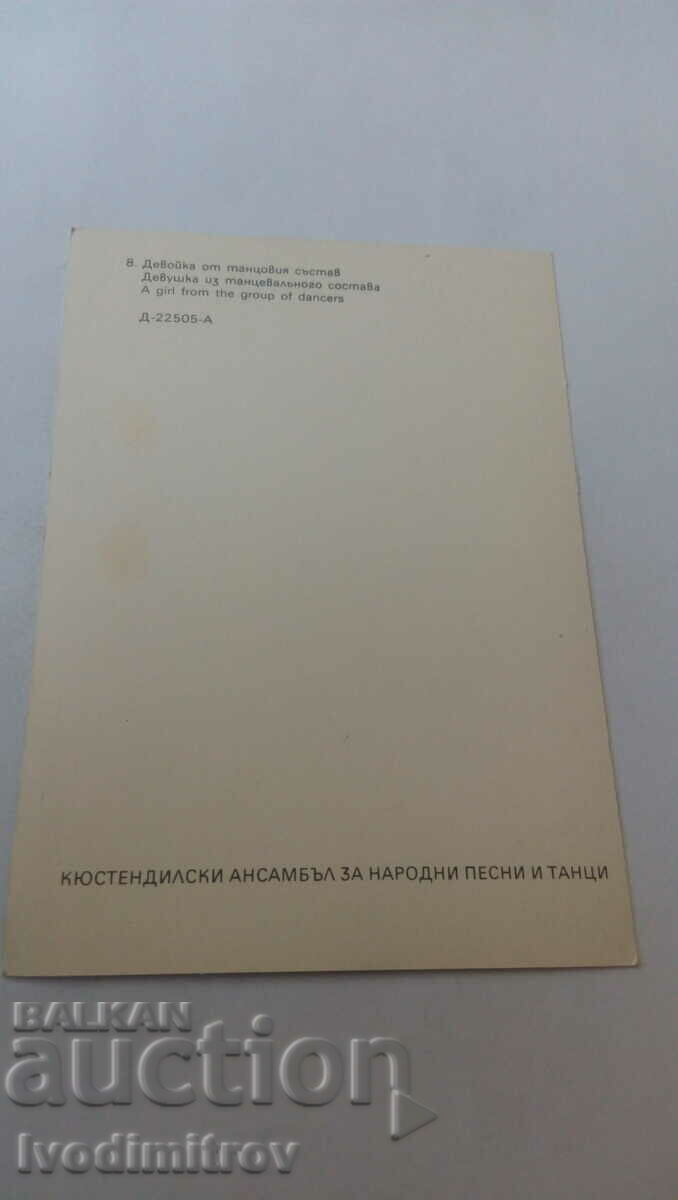 8. Девойка от танцовия състав
Девушка из танцевального состава
A girl from the group of dancers
Д-22505-А
КЮСТЕНДИЛСКИ АНСАМБЪЛ ЗА НАРОДНИ ПЕСНИ И ТАНЦИ
BALKAN
auction
Ivodimitrov